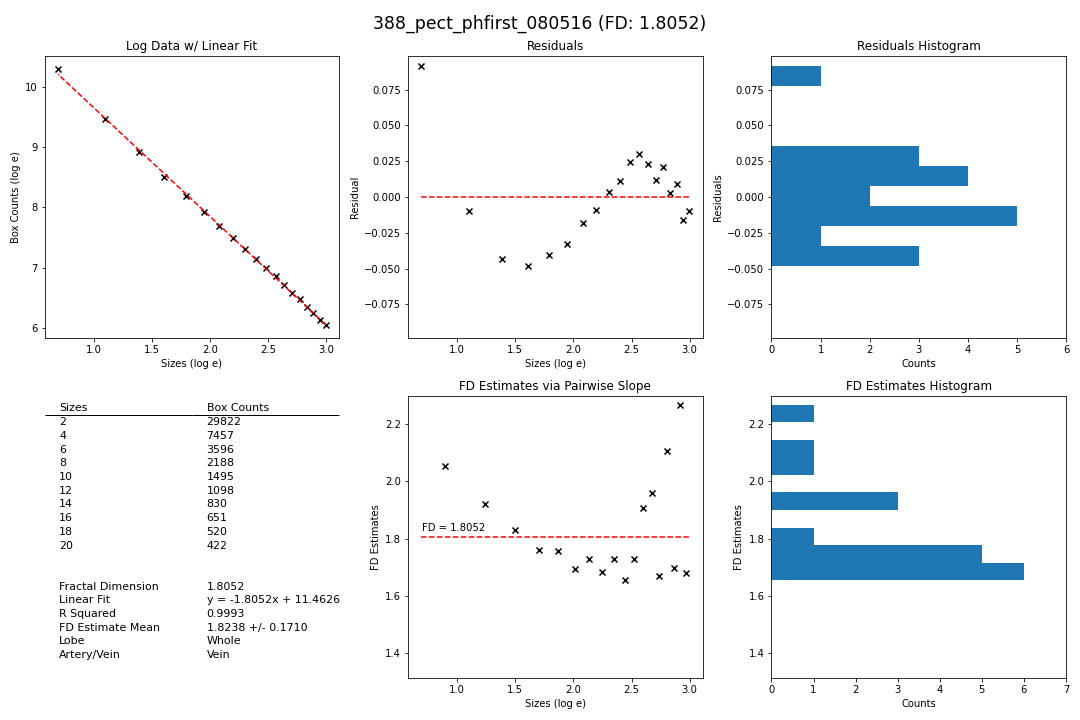 388_pect_phfirst_080516 (FD: 1.8052)
Log Data w/ Linear Fit
Box Counts (log e)
10
9
8
7
6
1.0 1.5 2.0 2.5 3.0
Sizes (log e)
Residuals
Residual
0.075
0.050
0.025
0.000
−0.025
−0.050
−0.075
1.0 1.5 2.0 2.5 3.0
Sizes (log e)
Residuals Histogram
Residuals
0.075
0.050
0.025
0.000
−0.025
−0.050
−0.075
0 1 2 3 4 5 6
Counts
Sizes Box Counts
2 29822
4 7457
6 3596
8 2188
10 1495
12 1098
14 830
16 651
18 520
20 422
Fractal Dimension 1.8052
Linear Fit y = -1.8052x + 11.4626
R Squared 0.9993
FD Estimate Mean 1.8238 +/- 0.1710
Lobe Whole
Artery/Vein Vein
FD Estimates via Pairwise Slope
FD Estimates
2.2
2.0
1.8
1.6
1.4
FD = 1.8052
1.0 1.5 2.0 2.5 3.0
Sizes (log e)
FD Estimates Histogram
FD Estimates
2.2
2.0
1.8
1.6
1.4
0 1 2 3 4 5 6 7
Counts